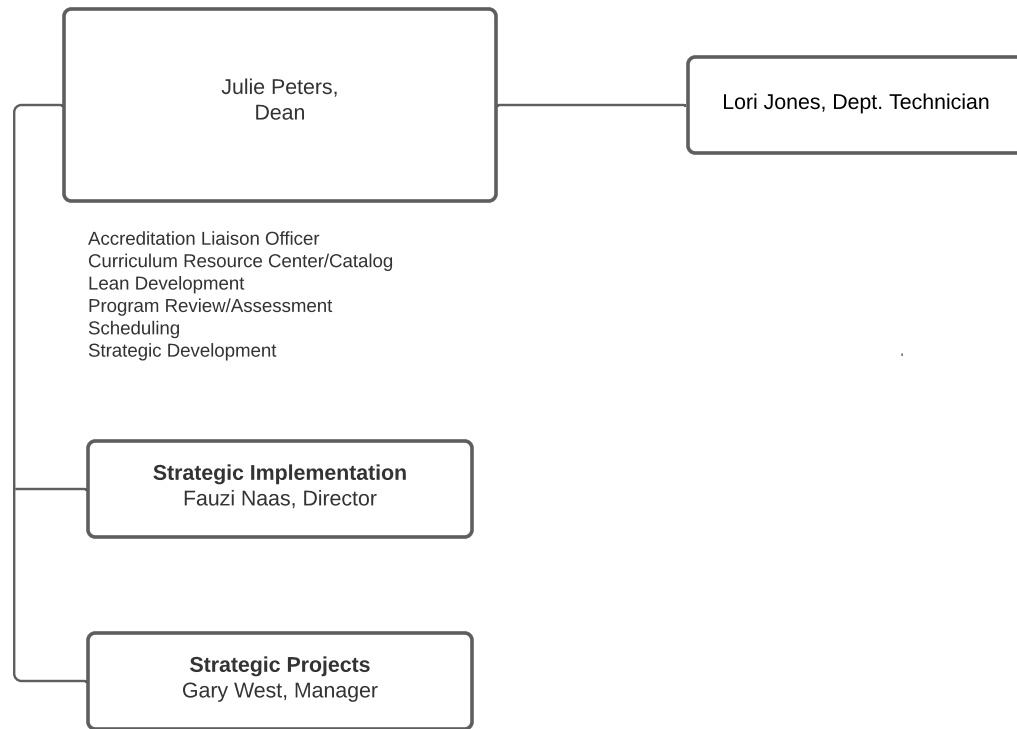 Julie Peters,
Dean
Lori Jones, Dept. Technician
Accreditation Liaison Officer
Curriculum Resource Center/Catalog
Lean Development
Program Review/Assessment
Scheduling
Strategic Development
Strategic Implementation
Fauzi Naas, Director
Strategic Projects
Gary West, Manager